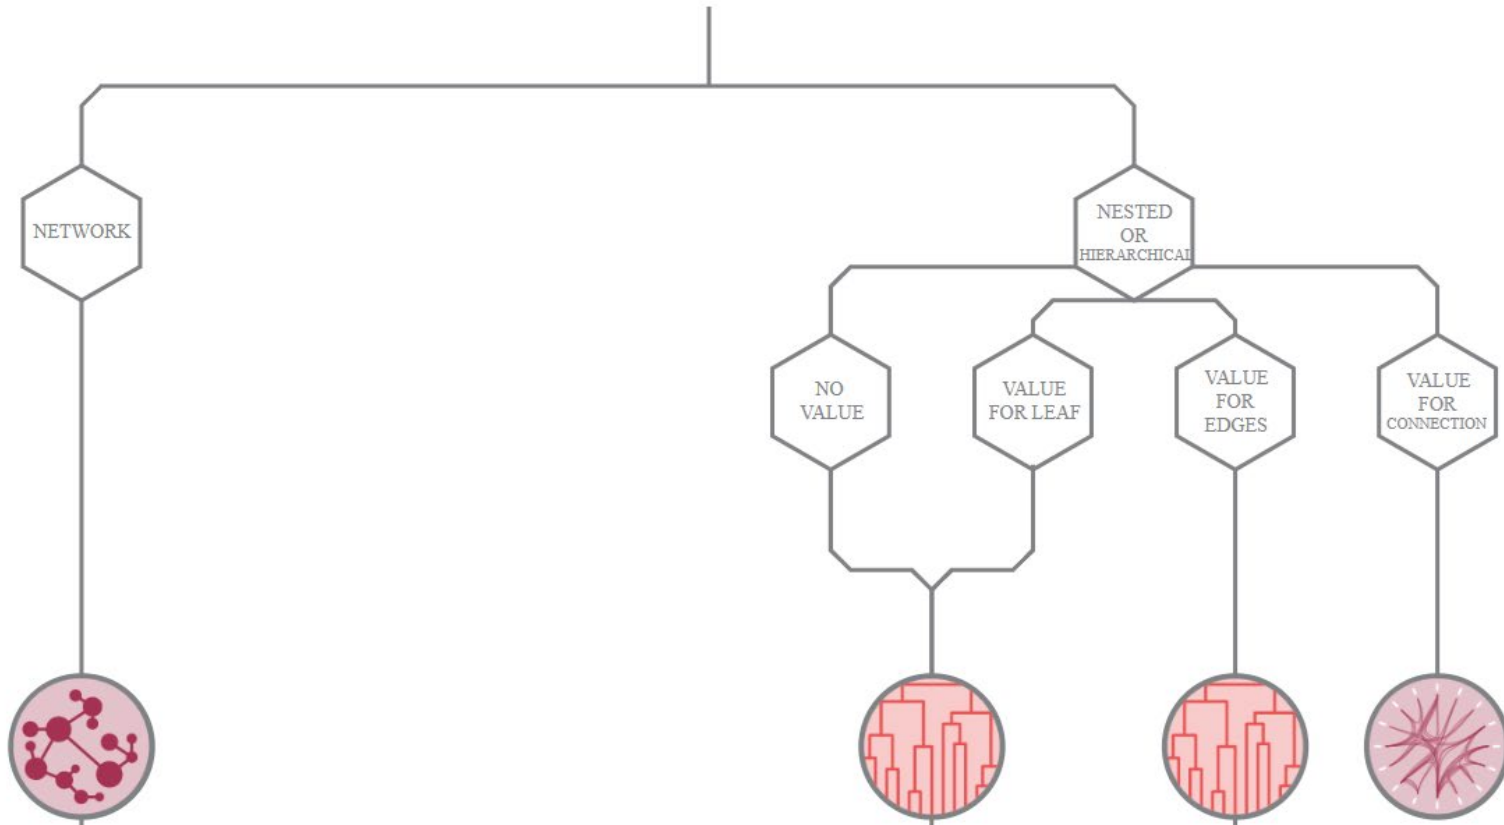 NETWORK
NESTED
OR
HIERARCHICAL
NO
VALUE
VALUE
FOR LEAF
VALUE
FOR
EDGES
VALUE
FOR
CONNECTION